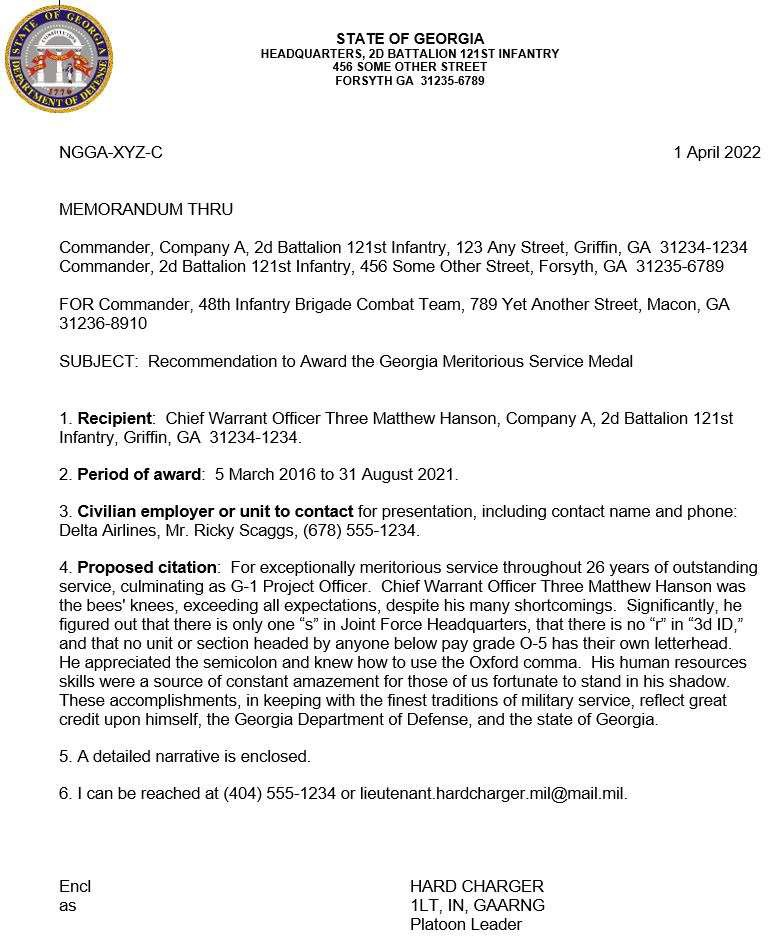 STATE OF GEORGIA
DEPARTMENT OF DEFENSE
CONSTITUTION
1776
STATE OF GEORGIA
HEADQUARTERS, 2D BATTALION 121ST INFANTRY
456 SOME OTHER STREET
FORSYTH GA  31235-6789
NGGA-XYZ-C 1 April 2022
MEMORANDUM THRU
Commander, Company A, 2d Battalion 121st Infantry, 123 Any Street, Griffin, GA  31234-1234
Commander, 2d Battalion 121st Infantry, 456 Some Other Street, Forsyth, GA  31235-6789
FOR Commander, 48th Infantry Brigade Combat Team, 789 Yet Another Street, Macon, GA
31236-8910
SUBJECT:  Recommendation to Award the Georgia Meritorious Service Medal
1. Recipient:  Chief Warrant Officer Three Matthew Hanson, Company A, 2d Battalion 121st
Infantry, Griffin, GA  31234-1234.
2. Period of award:  5 March 2016 to 31 August 2021.
3. Civilian employer or unit to contact for presentation, including contact name and phone:
Delta Airlines, Mr. Ricky Scaggs, (678) 555-1234.
4. Proposed citation:  For exceptionally meritorious service throughout 26 years of outstanding
service, culminating as G-1 Project Officer.  Chief Warrant Officer Three Matthew Hanson was
the bees' knees, exceeding all expectations, despite his many shortcomings.  Significantly, he
figured out that there is only one “s” in Joint Force Headquarters, that there is no “r” in “3d ID,”
and that no unit or section headed by anyone below pay grade O-5 has their own letterhead.
He appreciated the semicolon and knew how to use the Oxford comma.  His human resources
skills were a source of constant amazement for those of us fortunate to stand in his shadow.
These accomplishments, in keeping with the finest traditions of military service, reflect great
credit upon himself, the Georgia Department of Defense, and the state of Georgia.
5. A detailed narrative is enclosed.
6. I can be reached at (404) 555-1234 or lieutenant.hardcharger.mil@mail.mil.
Encl HARD CHARGER
as 1LT, IN, GAARNG
Platoon Leader